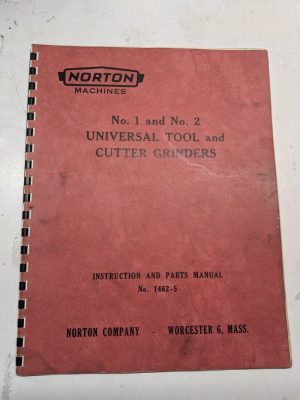 NORTON
MACHINES
No. 1 and No. 2
UNIVERSAL TOOL and
CUTTER GRINDERS
INSTRUCTION AND PARTS MANUAL
No. 1462-5
NORTON COMPANY - WORCESTER 6, MASS.